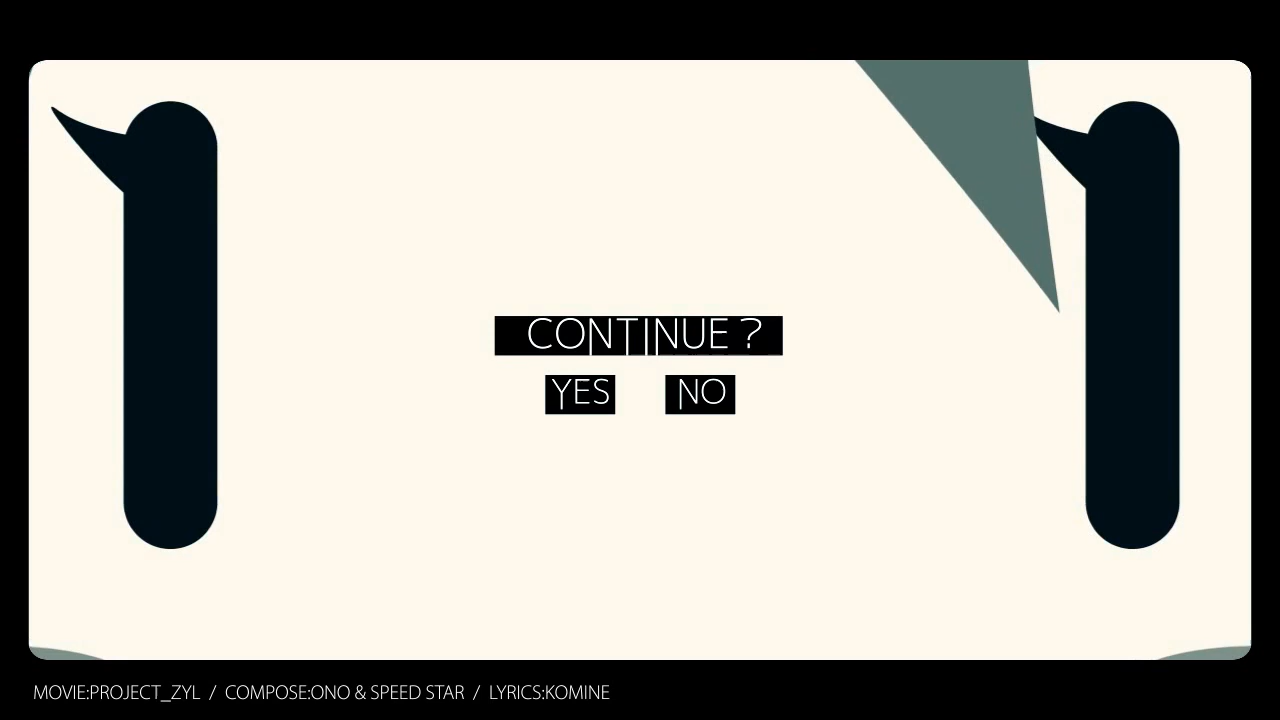 CONTINUE ?
YES NO
MOVIE:PROJECT_ZYL / COMPOSE:ONO & SPEED STAR / LYRICS:KOMINE